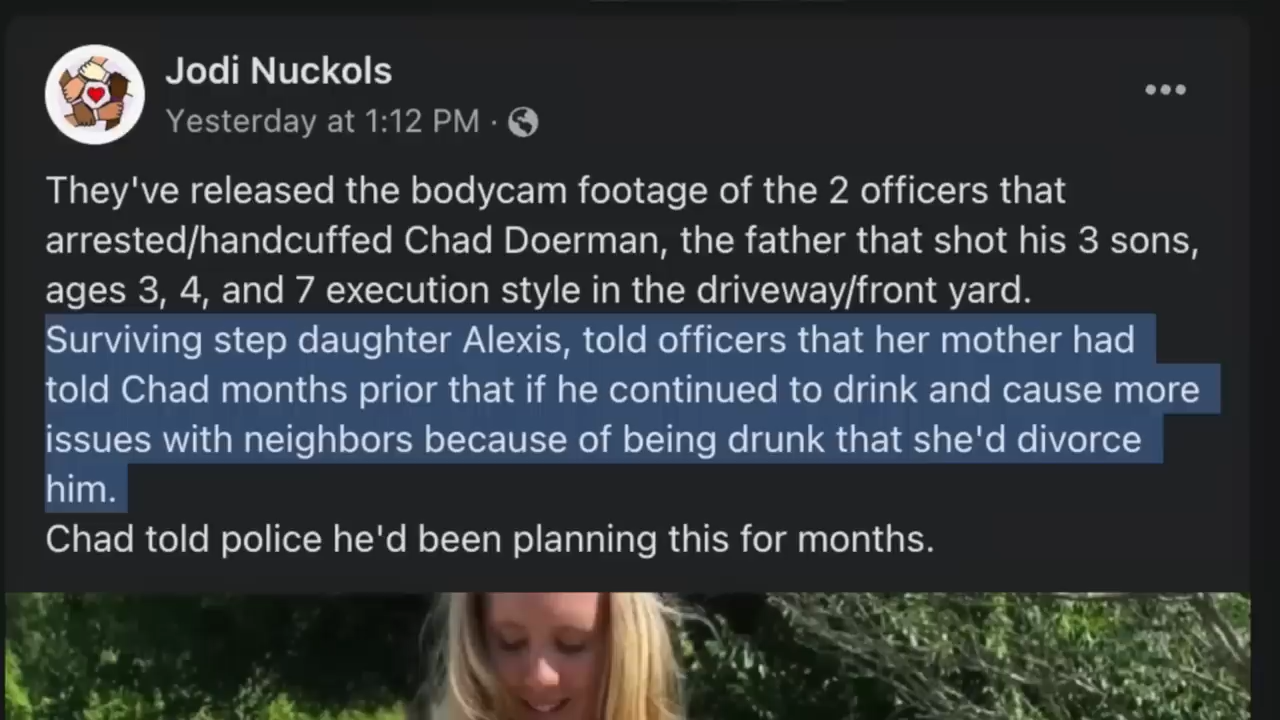 Jodi Nuckols
Yesterday at 1:12 PM ·
They've released the bodycam footage of the 2 officers that
arrested/handcuffed Chad Doerman, the father that shot his 3 sons,
ages 3, 4, and 7 execution style in the driveway/front yard.
Surviving step daughter Alexis, told officers that her mother had
told Chad months prior that if he continued to drink and cause more
issues with neighbors because of being drunk that she'd divorce
him.
Chad told police he'd been planning this for months.